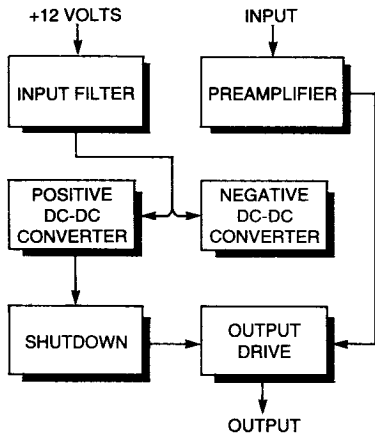 +12 VOLTS
INPUT
INPUT FILTER
PREAMPLIFIER
POSITIVE
DC-DC
CONVERTER
NEGATIVE
DC-DC
CONVERTER
SHUTDOWN
OUTPUT
DRIVE
OUTPUT